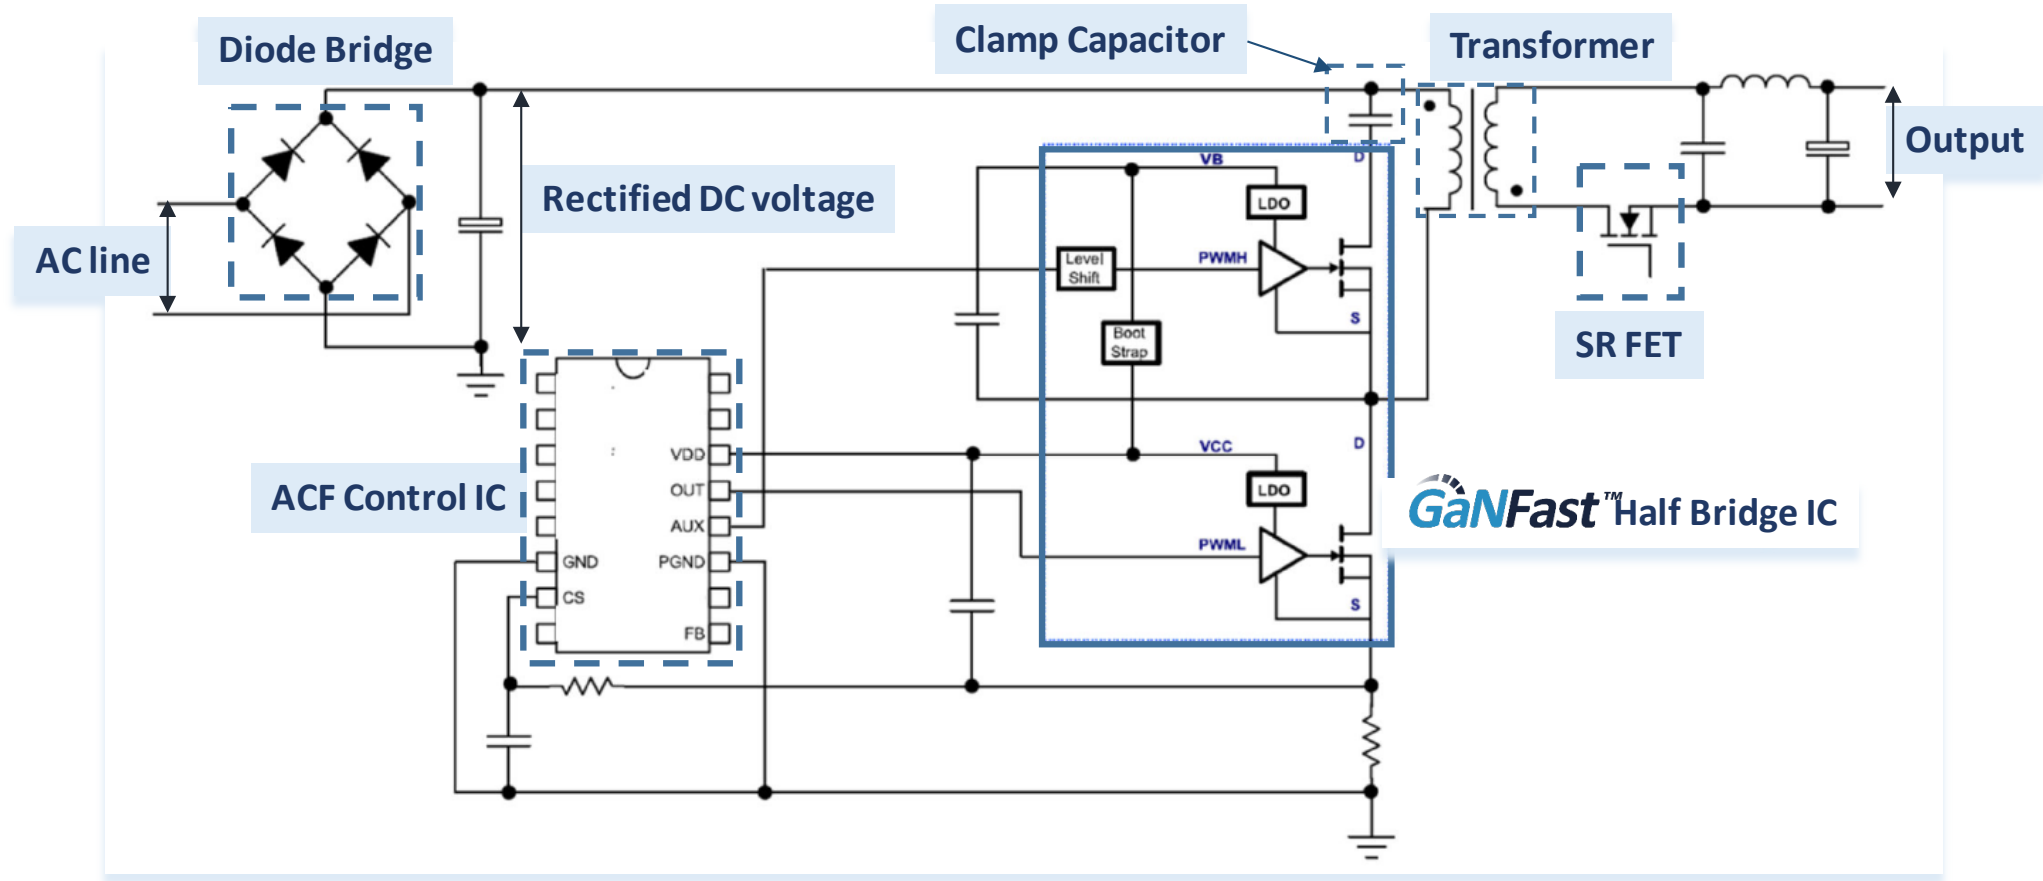 Diode Bridge
Clamp Capacitor
Transformer
AC line
Rectified DC voltage
Output
VB
D
LDO
Level
Shift
PWMH
S
Boot
Strap
SR FET
ACF Control IC
VDD
OUT
AUX
GND
PGND
CS
FB
VCC
D
LDO
PWML
S
GaNFast™ Half Bridge IC